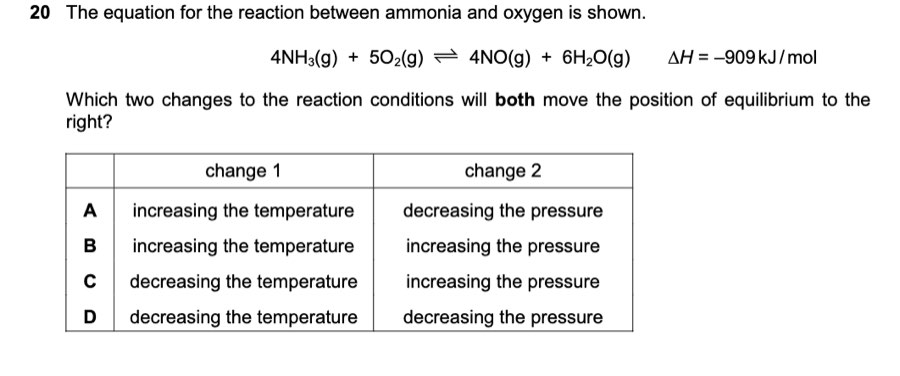 20 The equation for the reaction between ammonia and oxygen is shown.
4NH₃(g) + 5O₂(g) ⇌ 4NO(g) + 6H₂O(g) ΔH = –909 kJ/mol
Which two changes to the reaction conditions will both move the position of equilibrium to the
right?
change 1 change 2
A increasing the temperature decreasing the pressure
B increasing the temperature increasing the pressure
C decreasing the temperature increasing the pressure
D decreasing the temperature decreasing the pressure